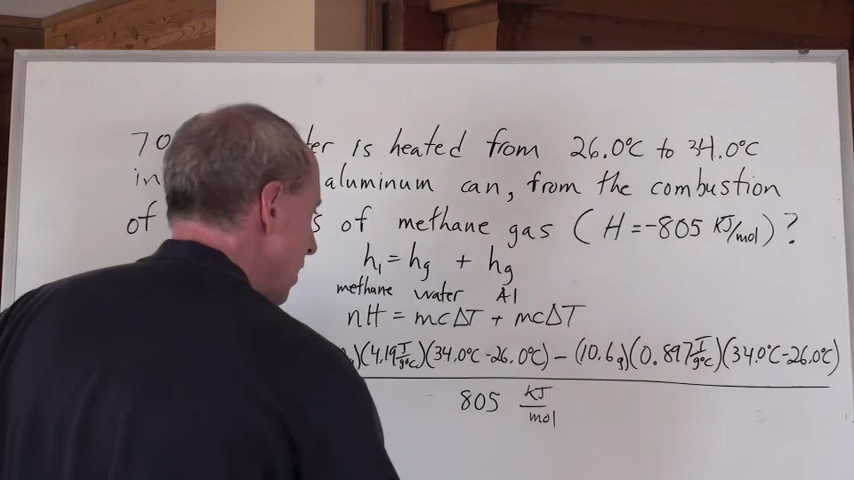 70 is heated from 26.0°C to 34.0°C
in aluminum can, from the combustion
of of methane gas (H = -805 KJ/mol)?
h₁ = hg + hg
methane water Al
nH = mcΔT + mcΔT
)(4.19 J/g°C)(34.0°C - 26.0°C) - (10.6g)(0.897 J/g°C)(34.0°C - 26.0°C)
805 KJ/mol